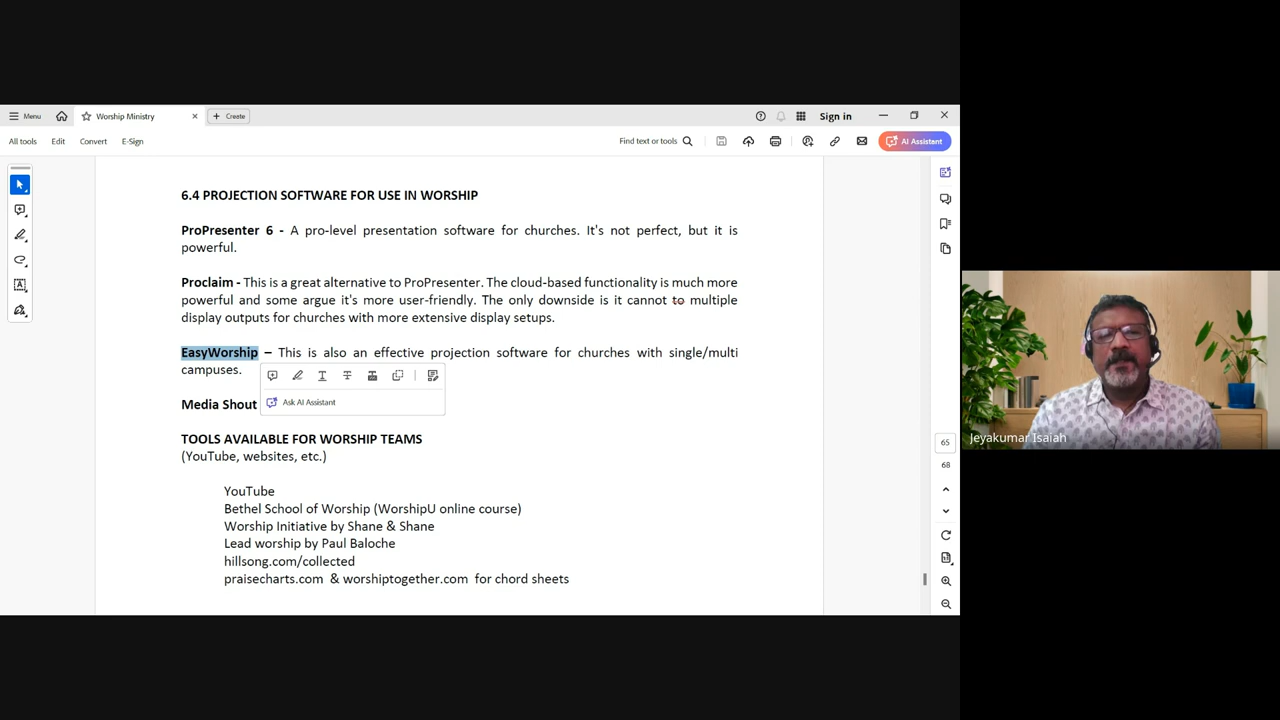 Menu
Worship Ministry
Create
Sign in
All tools
Edit
Convert
E-Sign
Find text or tools
AI Assistant
6.4 PROJECTION SOFTWARE FOR USE IN WORSHIP
ProPresenter 6 - A pro-level presentation software for churches. It's not perfect, but it is
powerful.
Proclaim - This is a great alternative to ProPresenter. The cloud-based functionality is much more
powerful and some argue it's more user-friendly. The only downside is it cannot to multiple
display outputs for churches with more extensive display setups.
EasyWorship – This is also an effective projection software for churches with single/multi
campuses.
Ask AI Assistant
Media Shout
TOOLS AVAILABLE FOR WORSHIP TEAMS
(YouTube, websites, etc.)
YouTube
Bethel School of Worship (WorshipU online course)
Worship Initiative by Shane & Shane
Lead worship by Paul Baloche
hillsong.com/collected
praisecharts.com & worshiptogether.com for chord sheets
65
68
Jeyakumar Isaiah